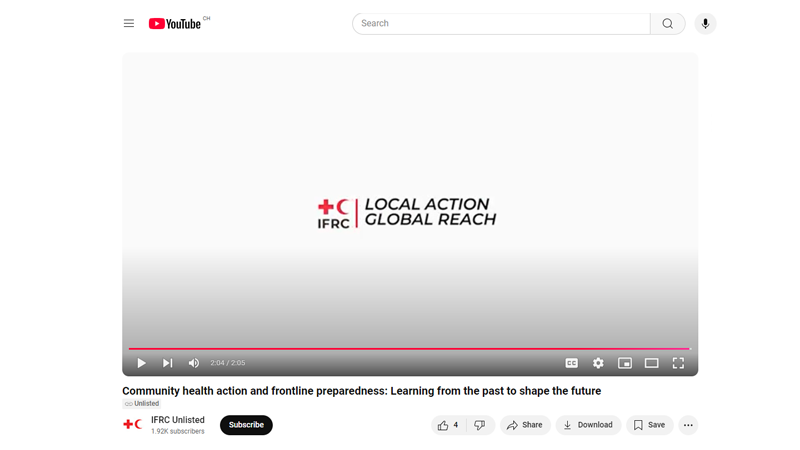 YouTube CH
Search
IFRC
LOCAL ACTION
GLOBAL REACH
2:04 / 2:05
CC
Community health action and frontline preparedness: Learning from the past to shape the future
Unlisted
IFRC Unlisted
1.92K subscribers
Subscribe
4
Share
Download
Save